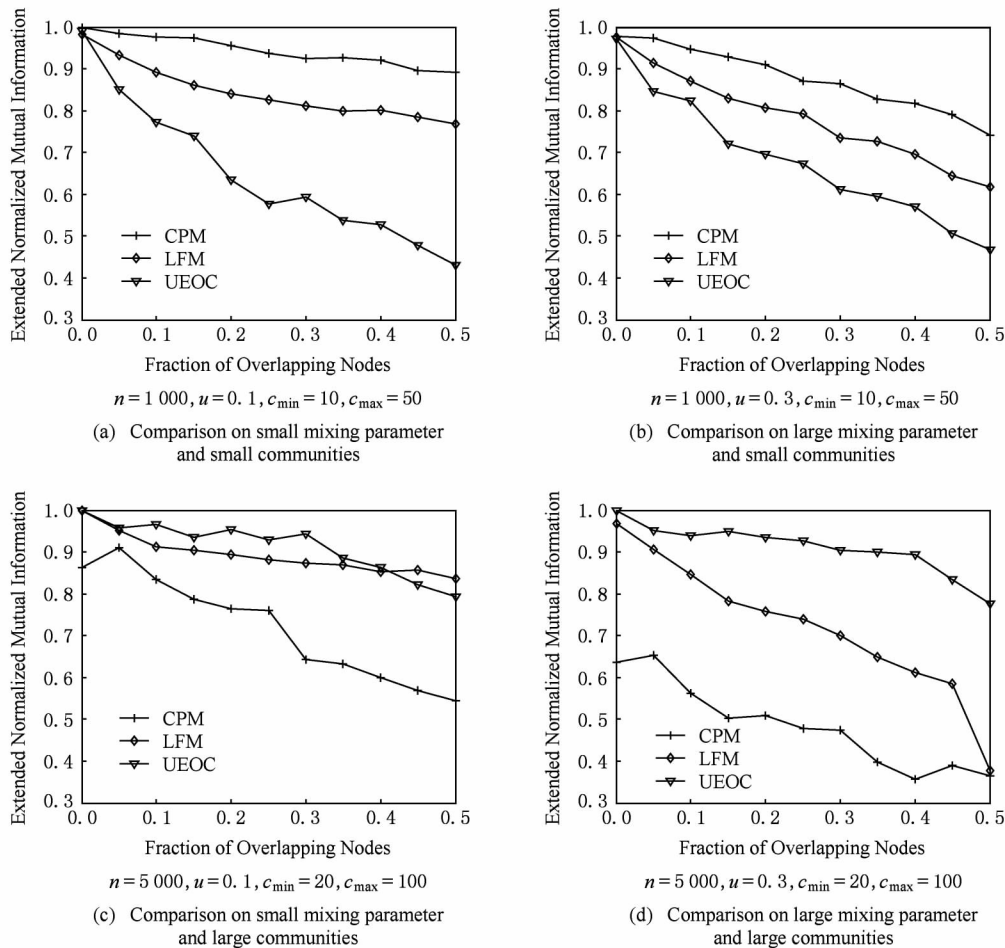 Extended Normalized Mutual Information
1.0
0.9
0.8
0.7
0.6
0.5
0.4
0.3
CPM
LFM
UEOC
0.0 0.1 0.2 0.3 0.4 0.5
Fraction of Overlapping Nodes
n=1 000, u=0.1, cmin=10, cmax=50
(a) Comparison on small mixing parameter
and small communities
Extended Normalized Mutual Information
1.0
0.9
0.8
0.7
0.6
0.5
0.4
0.3
CPM
LFM
UEOC
0.0 0.1 0.2 0.3 0.4 0.5
Fraction of Overlapping Nodes
n=1 000, u=0.3, cmin=10, cmax=50
(b) Comparison on large mixing parameter
and small communities
Extended Normalized Mutual Information
1.0
0.9
0.8
0.7
0.6
0.5
0.4
0.3
CPM
LFM
UEOC
0.0 0.1 0.2 0.3 0.4 0.5
Fraction of Overlapping Nodes
n=5 000, u=0.1, cmin=20, cmax=100
(c) Comparison on small mixing parameter
and large communities
Extended Normalized Mutual Information
1.0
0.9
0.8
0.7
0.6
0.5
0.4
0.3
CPM
LFM
UEOC
0.0 0.1 0.2 0.3 0.4 0.5
Fraction of Overlapping Nodes
n=5 000, u=0.3, cmin=20, cmax=100
(d) Comparison on large mixing parameter
and large communities